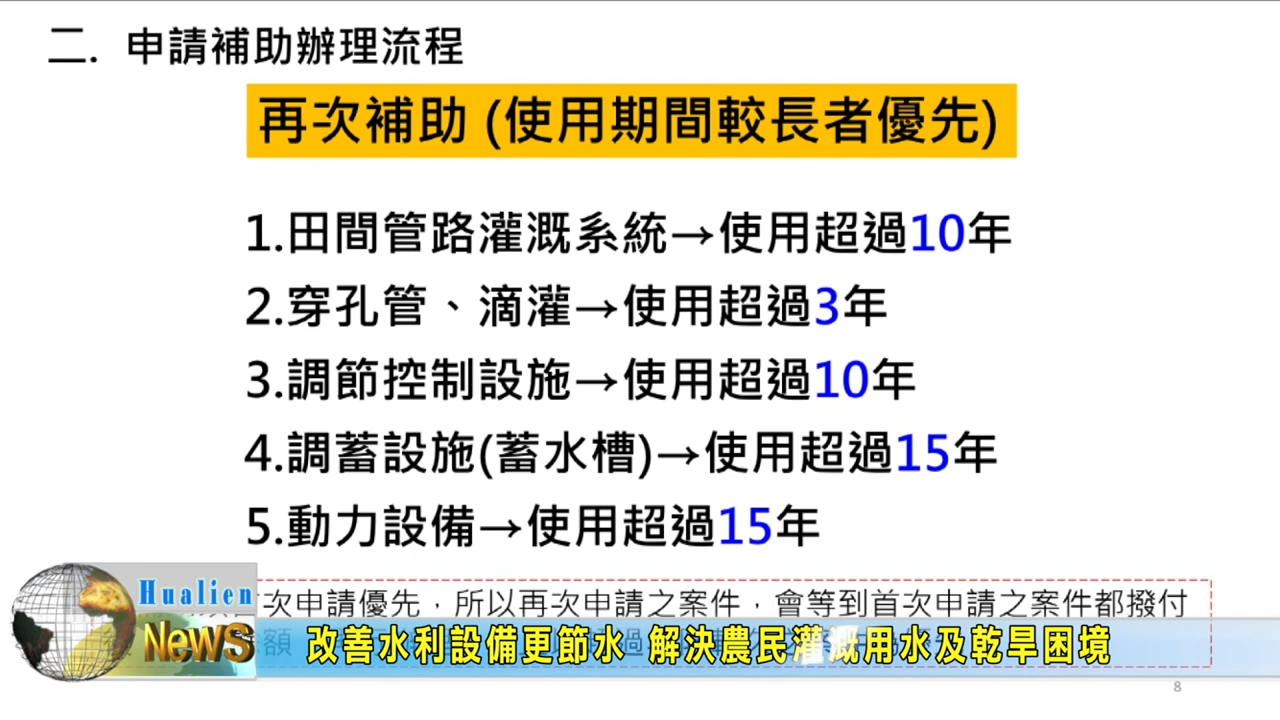 二. 申請補助辦理流程
再次補助 (使用期間較長者優先)
1.田間管路灌溉系統→使用超過10年
2.穿孔管、滴灌→使用超過3年
3.調節控制設施→使用超過10年
4.調蓄設施(蓄水槽)→使用超過15年
5.動力設備→使用超過15年
次申請優先，所以再次申請之案件，會等到首次申請之案件都撥付
額
Hualien
News
改善水利設備更節水 解決農民灌溉用水及乾旱困境
8